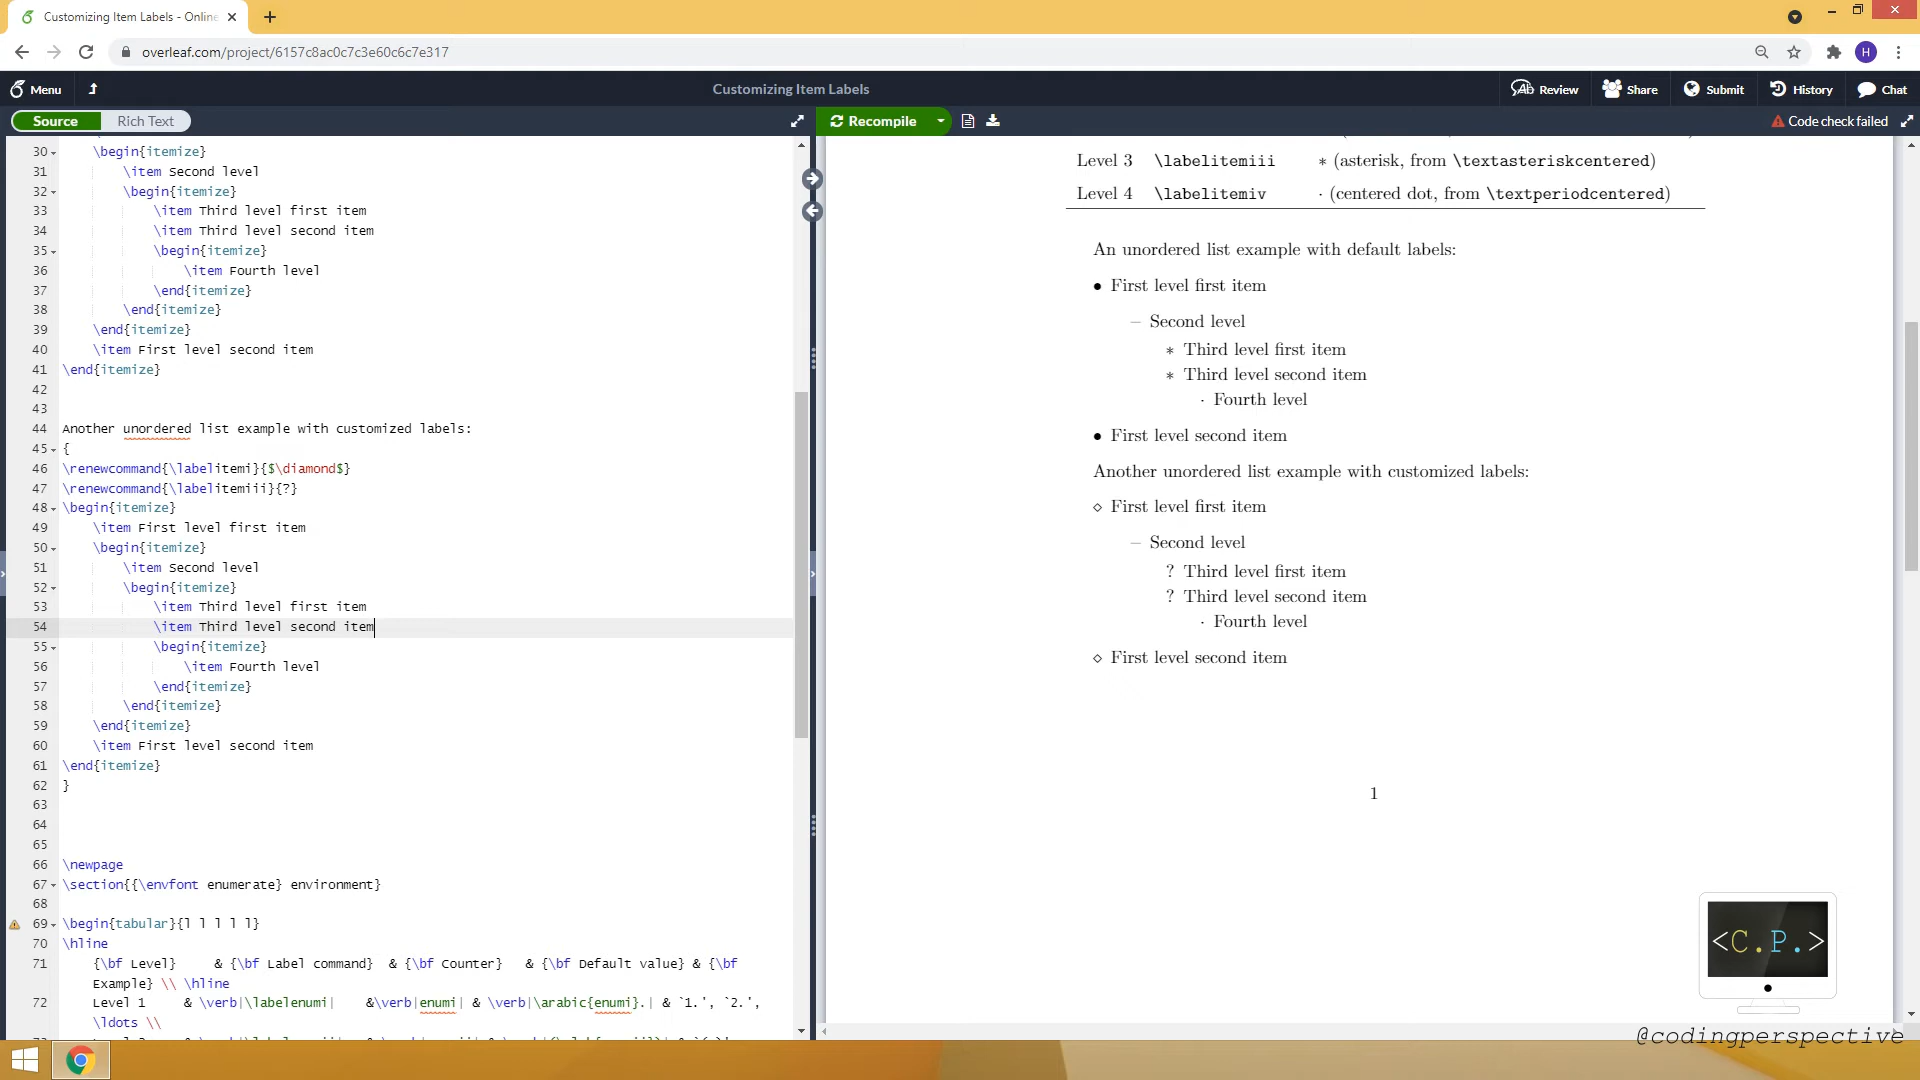 Customizing Item Labels - Online
overleaf.com/project/6157c8ac0c7c3e60c6c7e317
H
Menu
Customizing Item Labels
Review
Share
Submit
History
Chat
Source
Rich Text
Recompile
Code check failed
30 \begin{itemize}
31 \item Second level
32 \begin{itemize}
33 \item Third level first item
34 \item Third level second item
35 \begin{itemize}
36 \item Fourth level
37 \end{itemize}
38 \end{itemize}
39 \end{itemize}
40 \item First level second item
41 \end{itemize}
42
43
44 Another unordered list example with customized labels:
45 {
46 \renewcommand{\labelitemi}{$\diamond$}
47 \renewcommand{\labelitemiii}{?}
48 \begin{itemize}
49 \item First level first item
50 \begin{itemize}
51 \item Second level
52 \begin{itemize}
53 \item Third level first item
54 \item Third level second item
55 \begin{itemize}
56 \item Fourth level
57 \end{itemize}
58 \end{itemize}
59 \end{itemize}
60 \item First level second item
61 \end{itemize}
62 }
63
64
65
66 \newpage
67 \section{{\envfont enumerate} environment}
68
69 \begin{tabular}{l l l l l}
70 \hline
71 {\bf Level} & {\bf Label command} & {\bf Counter} & {\bf Default value} & {\bf
Example} \\ \hline
72 Level 1 & \verb|\labelenumi| &\verb|enumi| & \verb|\arabic{enumi}.| & `1.', `2.',
\ldots \\
Level 3 \labelitemiii ∗ (asterisk, from \textasteriskcentered)
Level 4 \labelitemiv · (centered dot, from \textperiodcentered)
An unordered list example with default labels:
• First level first item
– Second level
∗ Third level first item
∗ Third level second item
· Fourth level
• First level second item
Another unordered list example with customized labels:
⋄ First level first item
– Second level
? Third level first item
? Third level second item
· Fourth level
⋄ First level second item
1
<C.P.>
@codingperspective